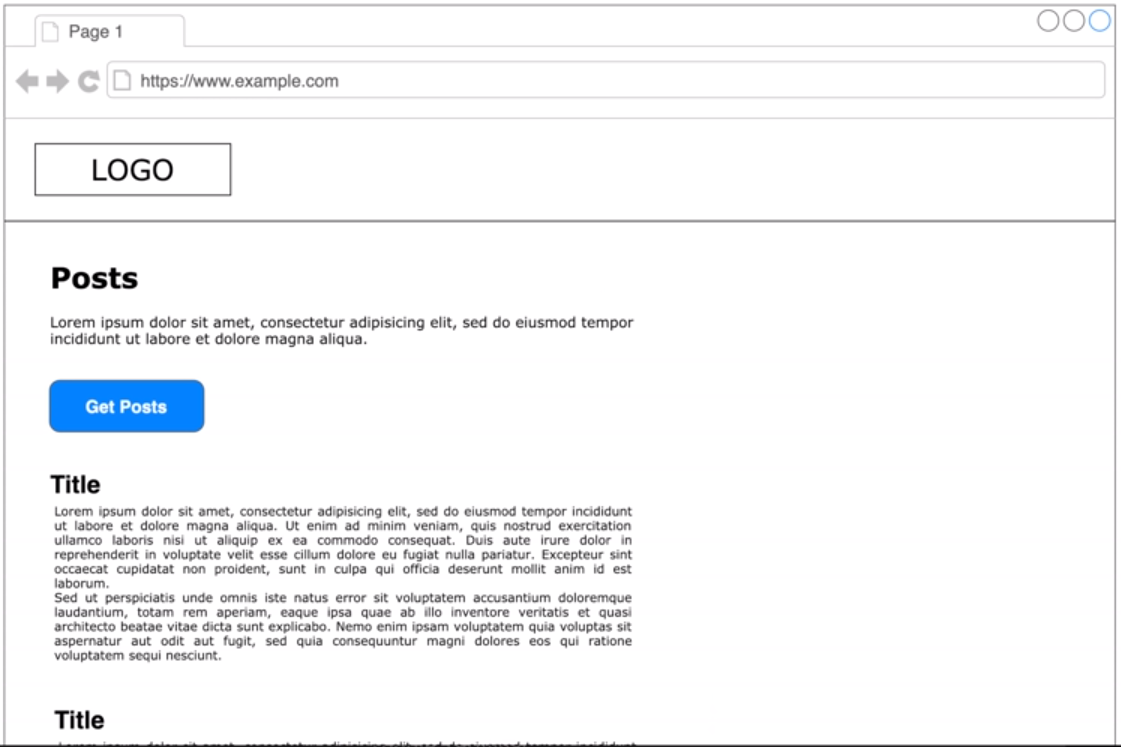 Page 1
https://www.example.com
LOGO
Posts
Lorem ipsum dolor sit amet, consectetur adipisicing elit, sed do eiusmod tempor
incididunt ut labore et dolore magna aliqua.
Get Posts
Title
Lorem ipsum dolor sit amet, consectetur adipisicing elit, sed do eiusmod tempor incididunt
ut labore et dolore magna aliqua. Ut enim ad minim veniam, quis nostrud exercitation
ullamco laboris nisi ut aliquip ex ea commodo consequat. Duis aute irure dolor in
reprehenderit in voluptate velit esse cillum dolore eu fugiat nulla pariatur. Excepteur sint
occaecat cupidatat non proident, sunt in culpa qui officia deserunt mollit anim id est
laborum.
Sed ut perspiciatis unde omnis iste natus error sit voluptatem accusantium doloremque
laudantium, totam rem aperiam, eaque ipsa quae ab illo inventore veritatis et quasi
architecto beatae vitae dicta sunt explicabo. Nemo enim ipsam voluptatem quia voluptas sit
aspernatur aut odit aut fugit, sed quia consequuntur magni dolores eos qui ratione
voluptatem sequi nesciunt.
Title